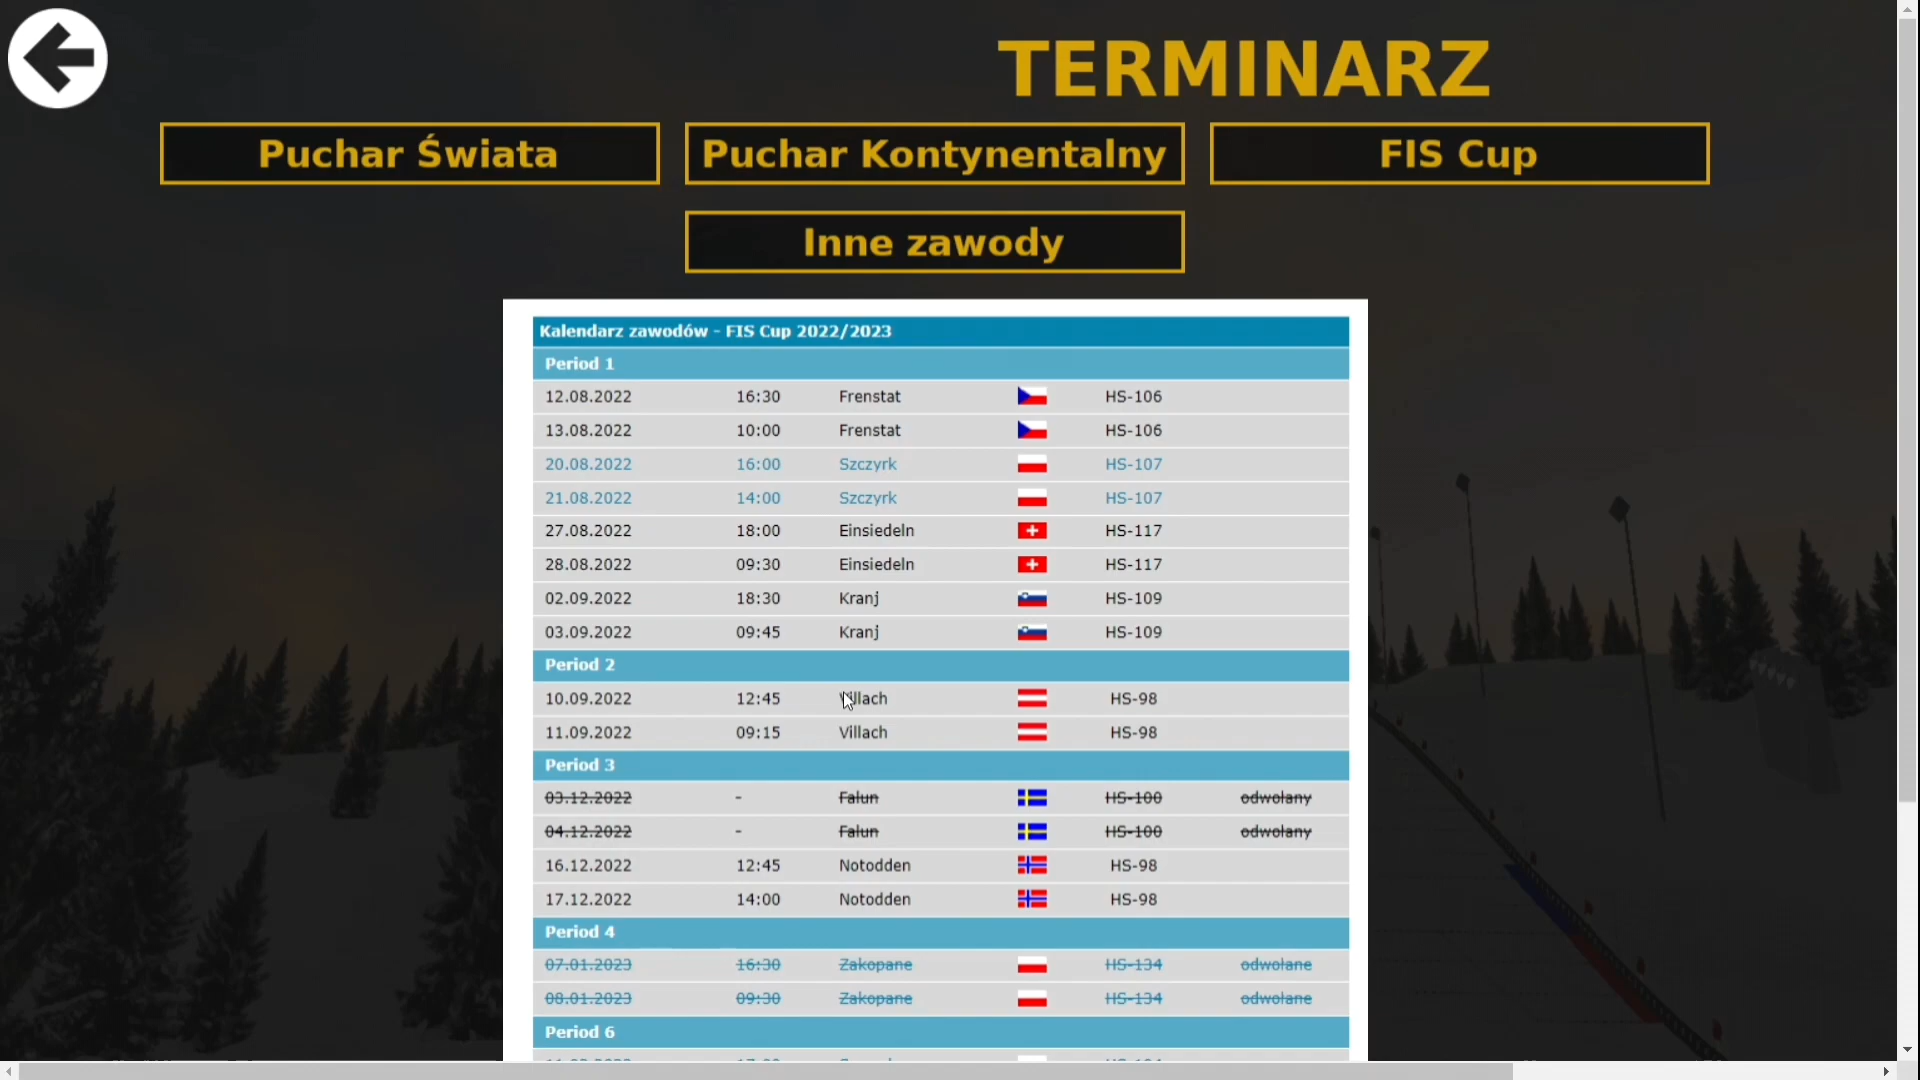 TERMINARZ
Puchar Świata
Puchar Kontynentalny
FIS Cup
Inne zawody
Kalendarz zawodów - FIS Cup 2022/2023
Period 1
12.08.2022 16:30 Frenstat HS-106
13.08.2022 10:00 Frenstat HS-106
20.08.2022 16:00 Szczyrk HS-107
21.08.2022 14:00 Szczyrk HS-107
27.08.2022 18:00 Einsiedeln HS-117
28.08.2022 09:30 Einsiedeln HS-117
02.09.2022 18:30 Kranj HS-109
03.09.2022 09:45 Kranj HS-109
Period 2
10.09.2022 12:45 Villach HS-98
11.09.2022 09:15 Villach HS-98
Period 3
03.12.2022 - Falun HS-100 odwołany
04.12.2022 - Falun HS-100 odwołany
16.12.2022 12:45 Notodden HS-98
17.12.2022 14:00 Notodden HS-98
Period 4
07.01.2023 16:30 Zakopane HS-134 odwołane
08.01.2023 09:30 Zakopane HS-134 odwołane
Period 6